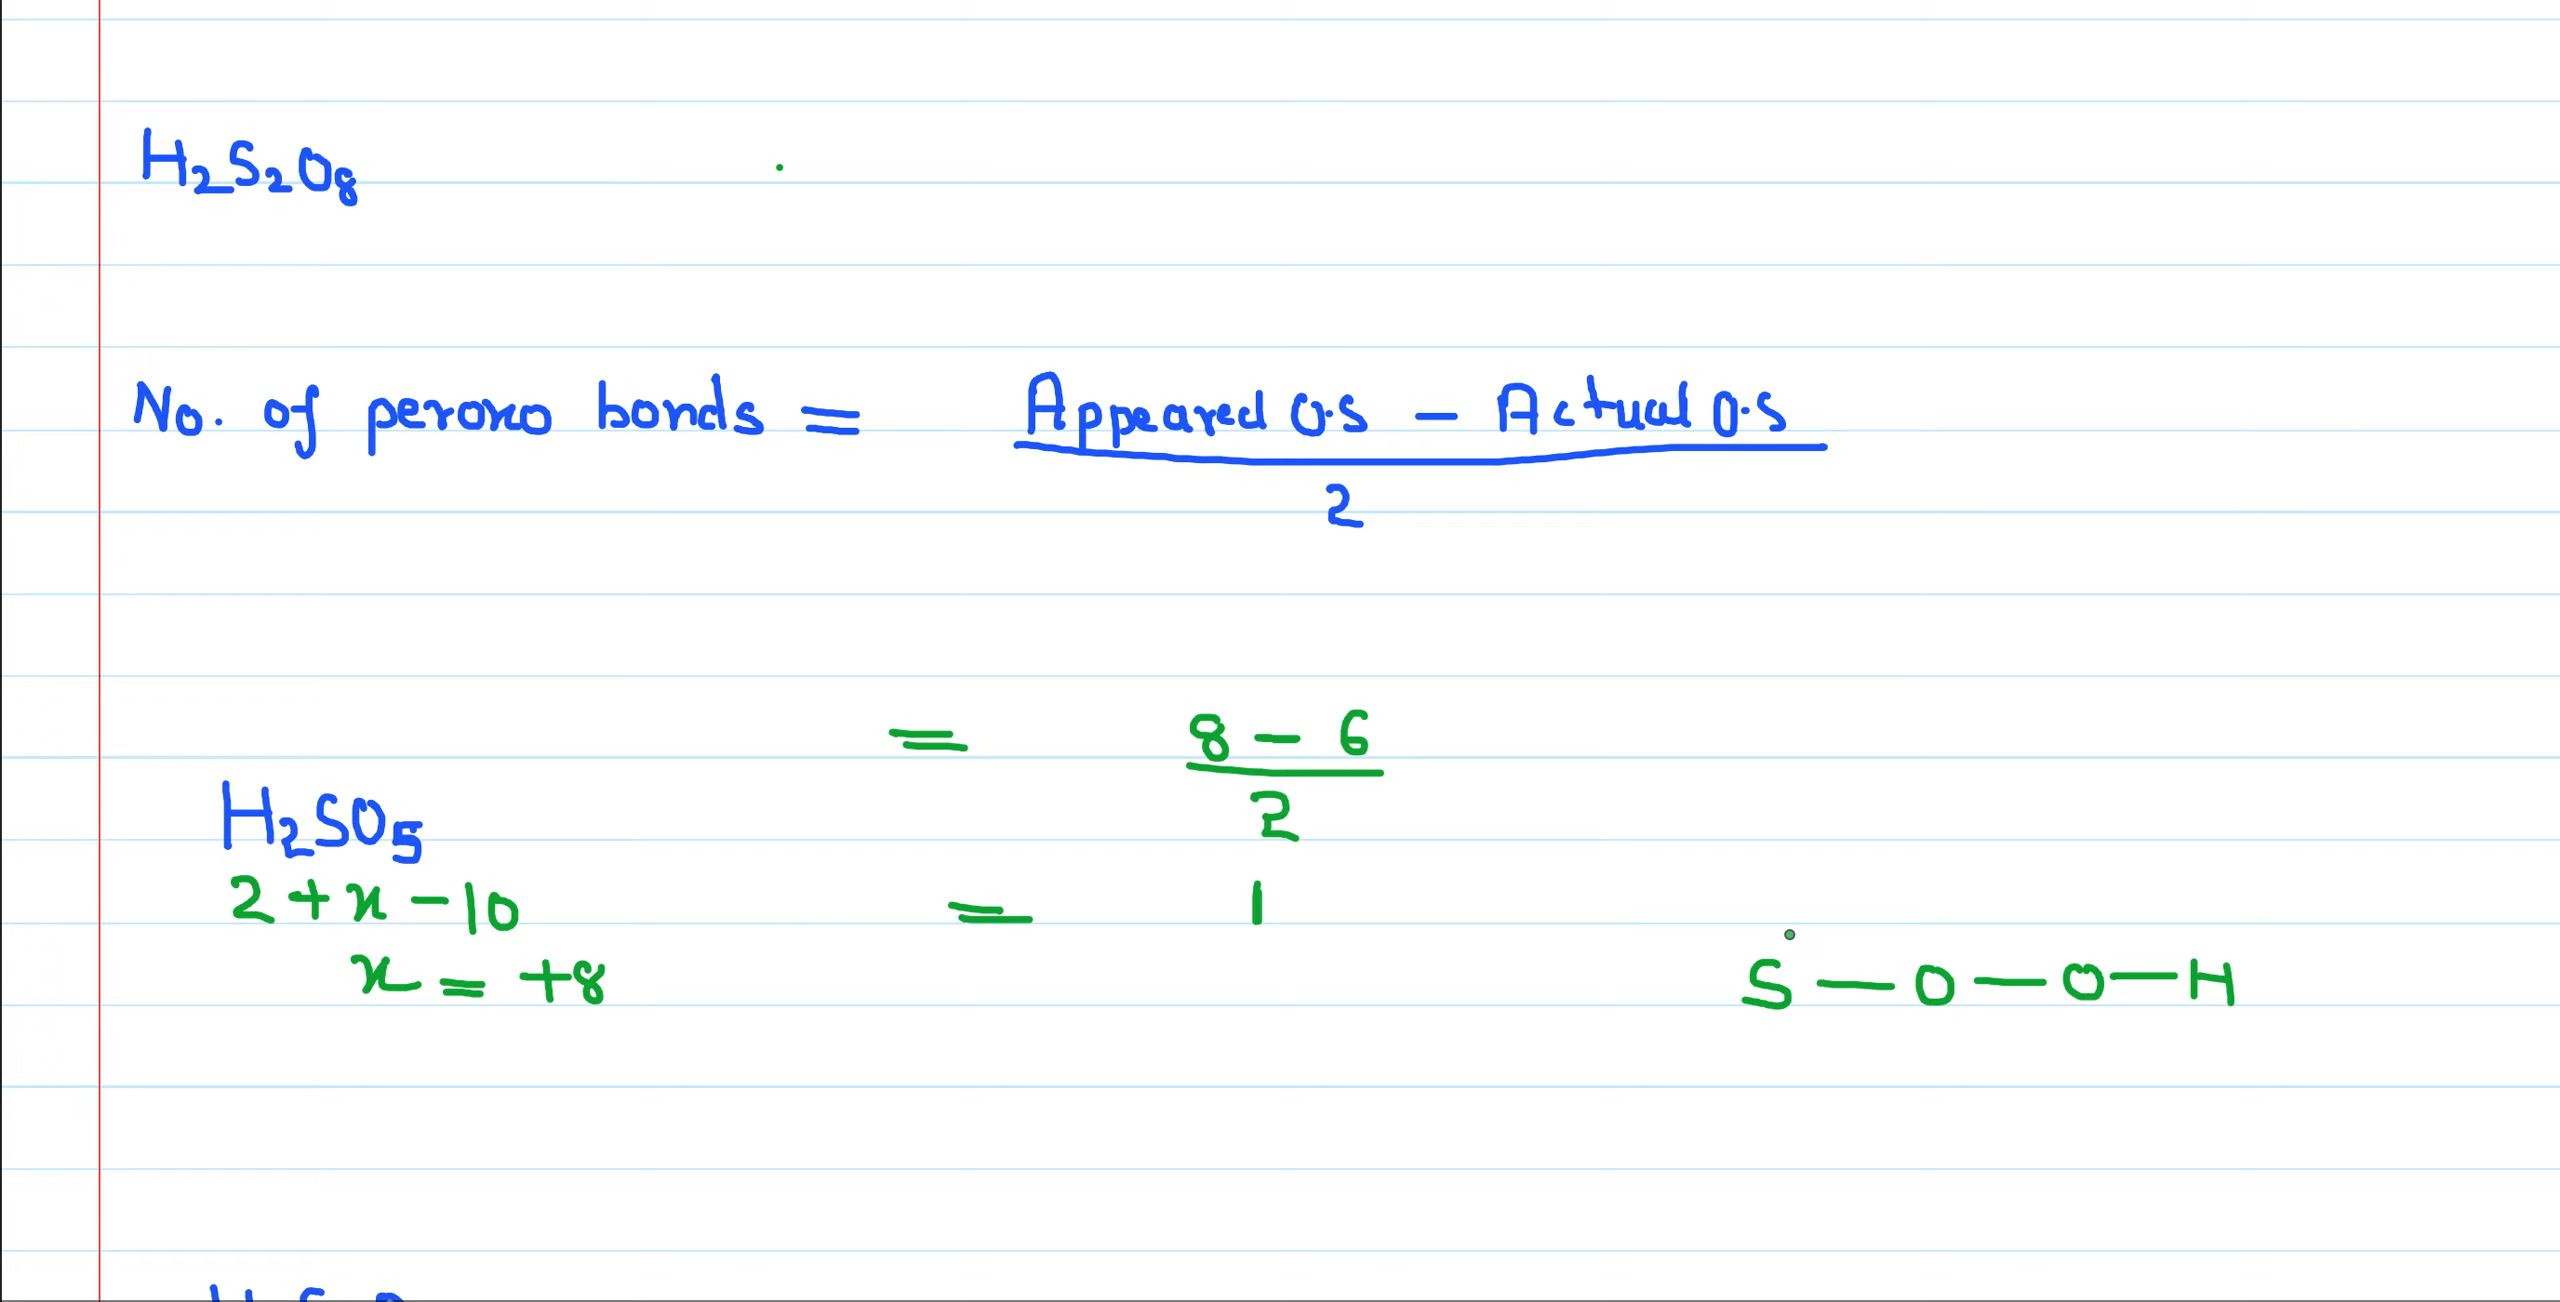 H₂S₂O₈
No. of peroxo bonds = Appeared O.S – Actual O.S
2
= 8 – 6
2
H₂SO₅
2 + x – 10 = 1
x = +8
S – O – O – H